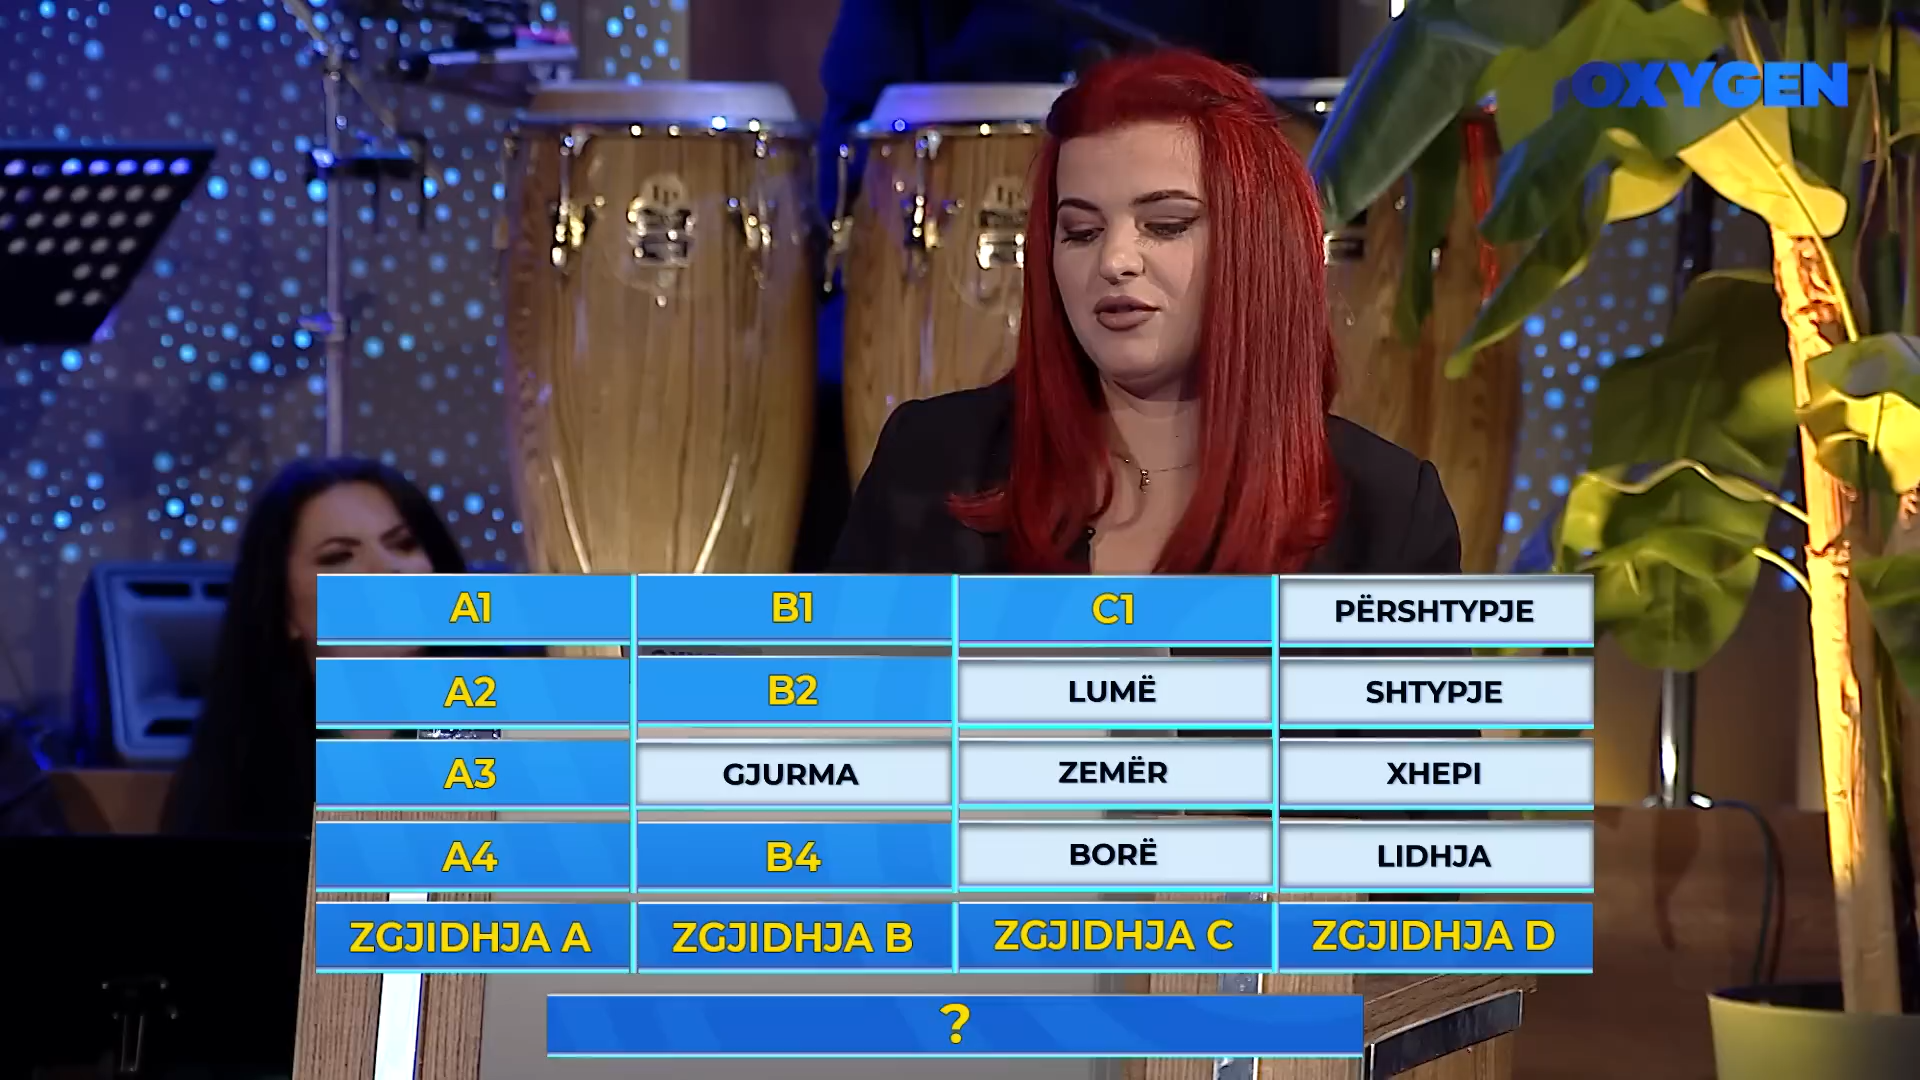 OXYGEN
A1 B1 C1 PËRSHTYPJE
A2 B2 LUMË SHTYPJE
A3 GJURMA ZEMËR XHEPI
A4 B4 BORË LIDHJA
ZGJIDHJA A ZGJIDHJA B ZGJIDHJA C ZGJIDHJA D
?